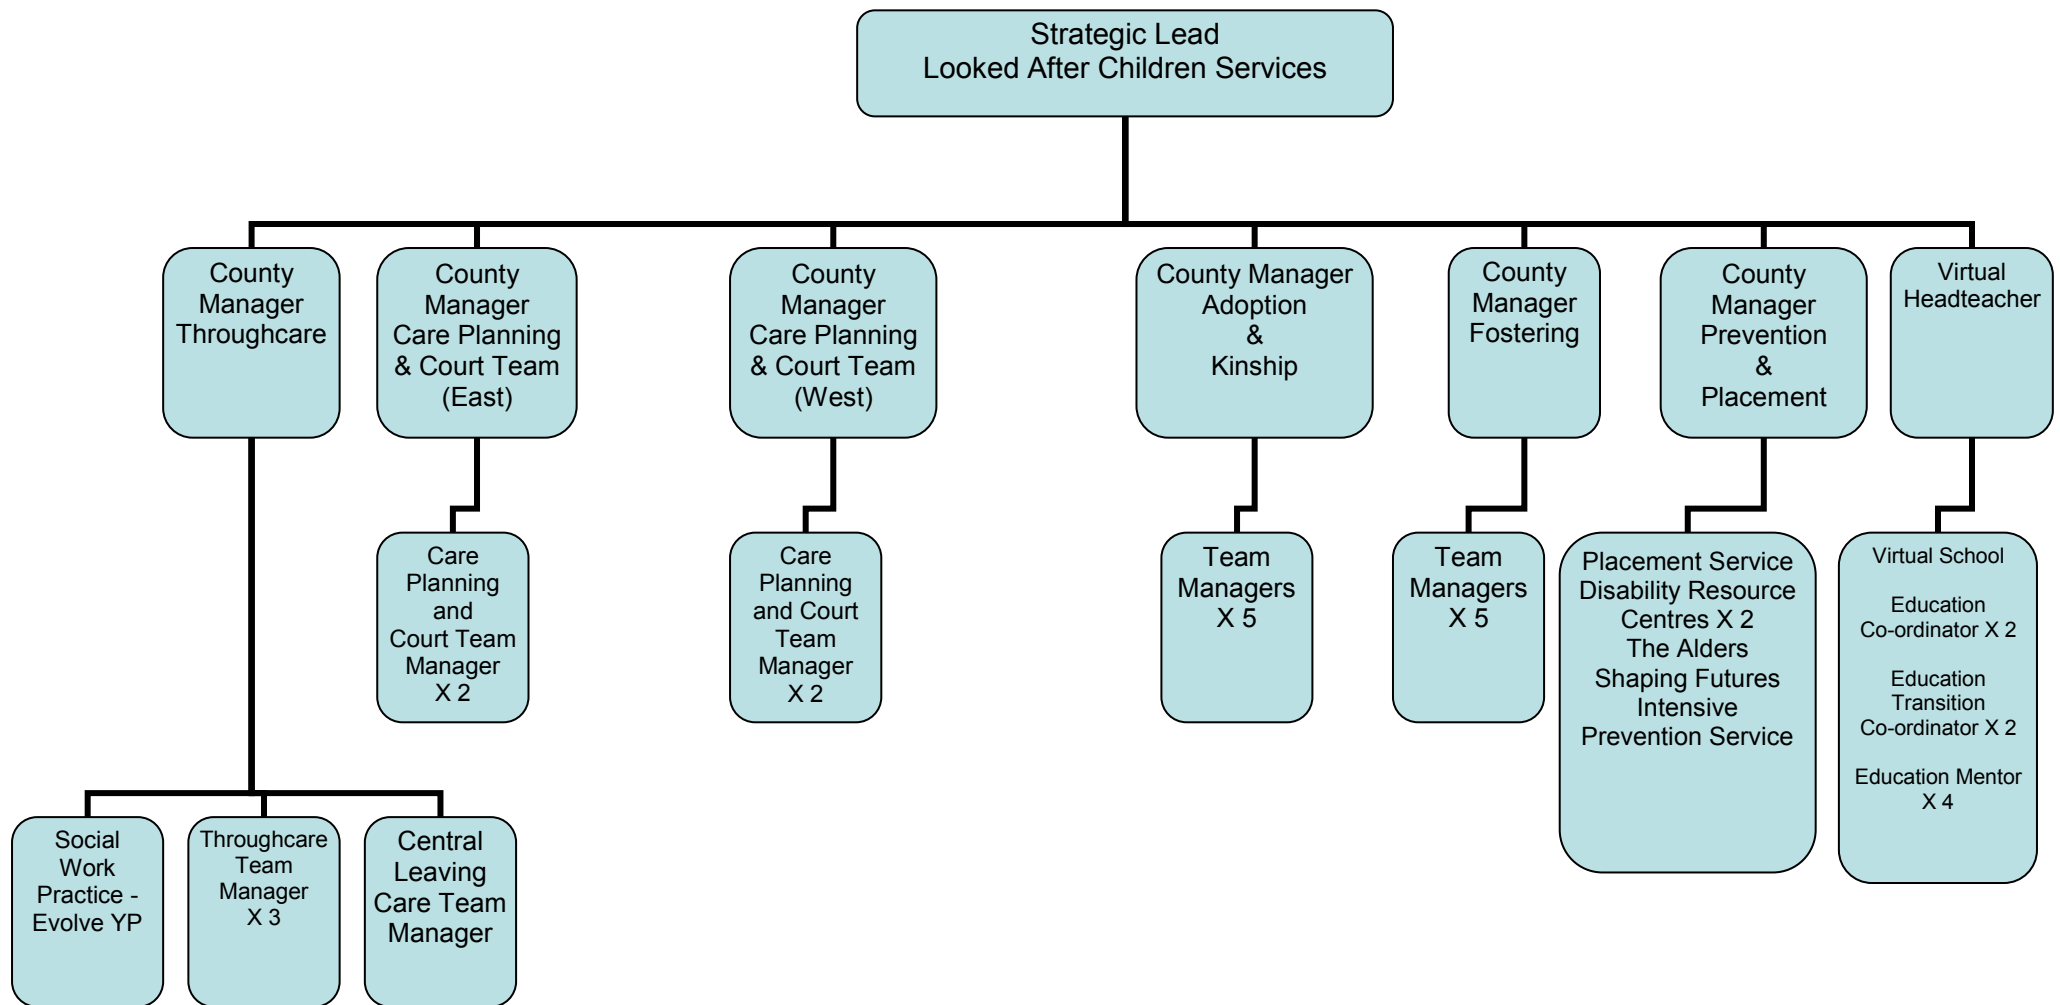 Strategic Lead
Looked After Children Services
County
Manager
Throughcare
County
Manager
Care Planning
& Court Team
(East)
County
Manager
Care Planning
& Court Team
(West)
County Manager
Adoption
&
Kinship
County
Manager
Fostering
County
Manager
Prevention
&
Placement
Virtual
Headteacher
Care
Planning
and
Court Team
Manager
X 2
Care
Planning
and Court
Team
Manager
X 2
Team
Managers
X 5
Team
Managers
X 5
Placement Service
Disability Resource
Centres X 2
The Alders
Shaping Futures
Intensive
Prevention Service
Virtual School
Education
Co-ordinator X 2
Education
Transition
Co-ordinator X 2
Education Mentor
X 4
Social
Work
Practice -
Evolve YP
Throughcare
Team
Manager
X 3
Central
Leaving
Care Team
Manager